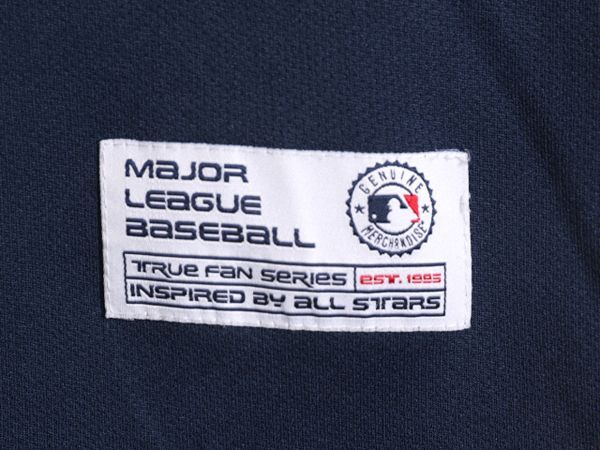 MAJOR
LEAGUE
BASEBALL
GENUINE
MERCHANDISE
TRUE FAN SERIES EST. 1995
INSPIRED BY ALL STARS